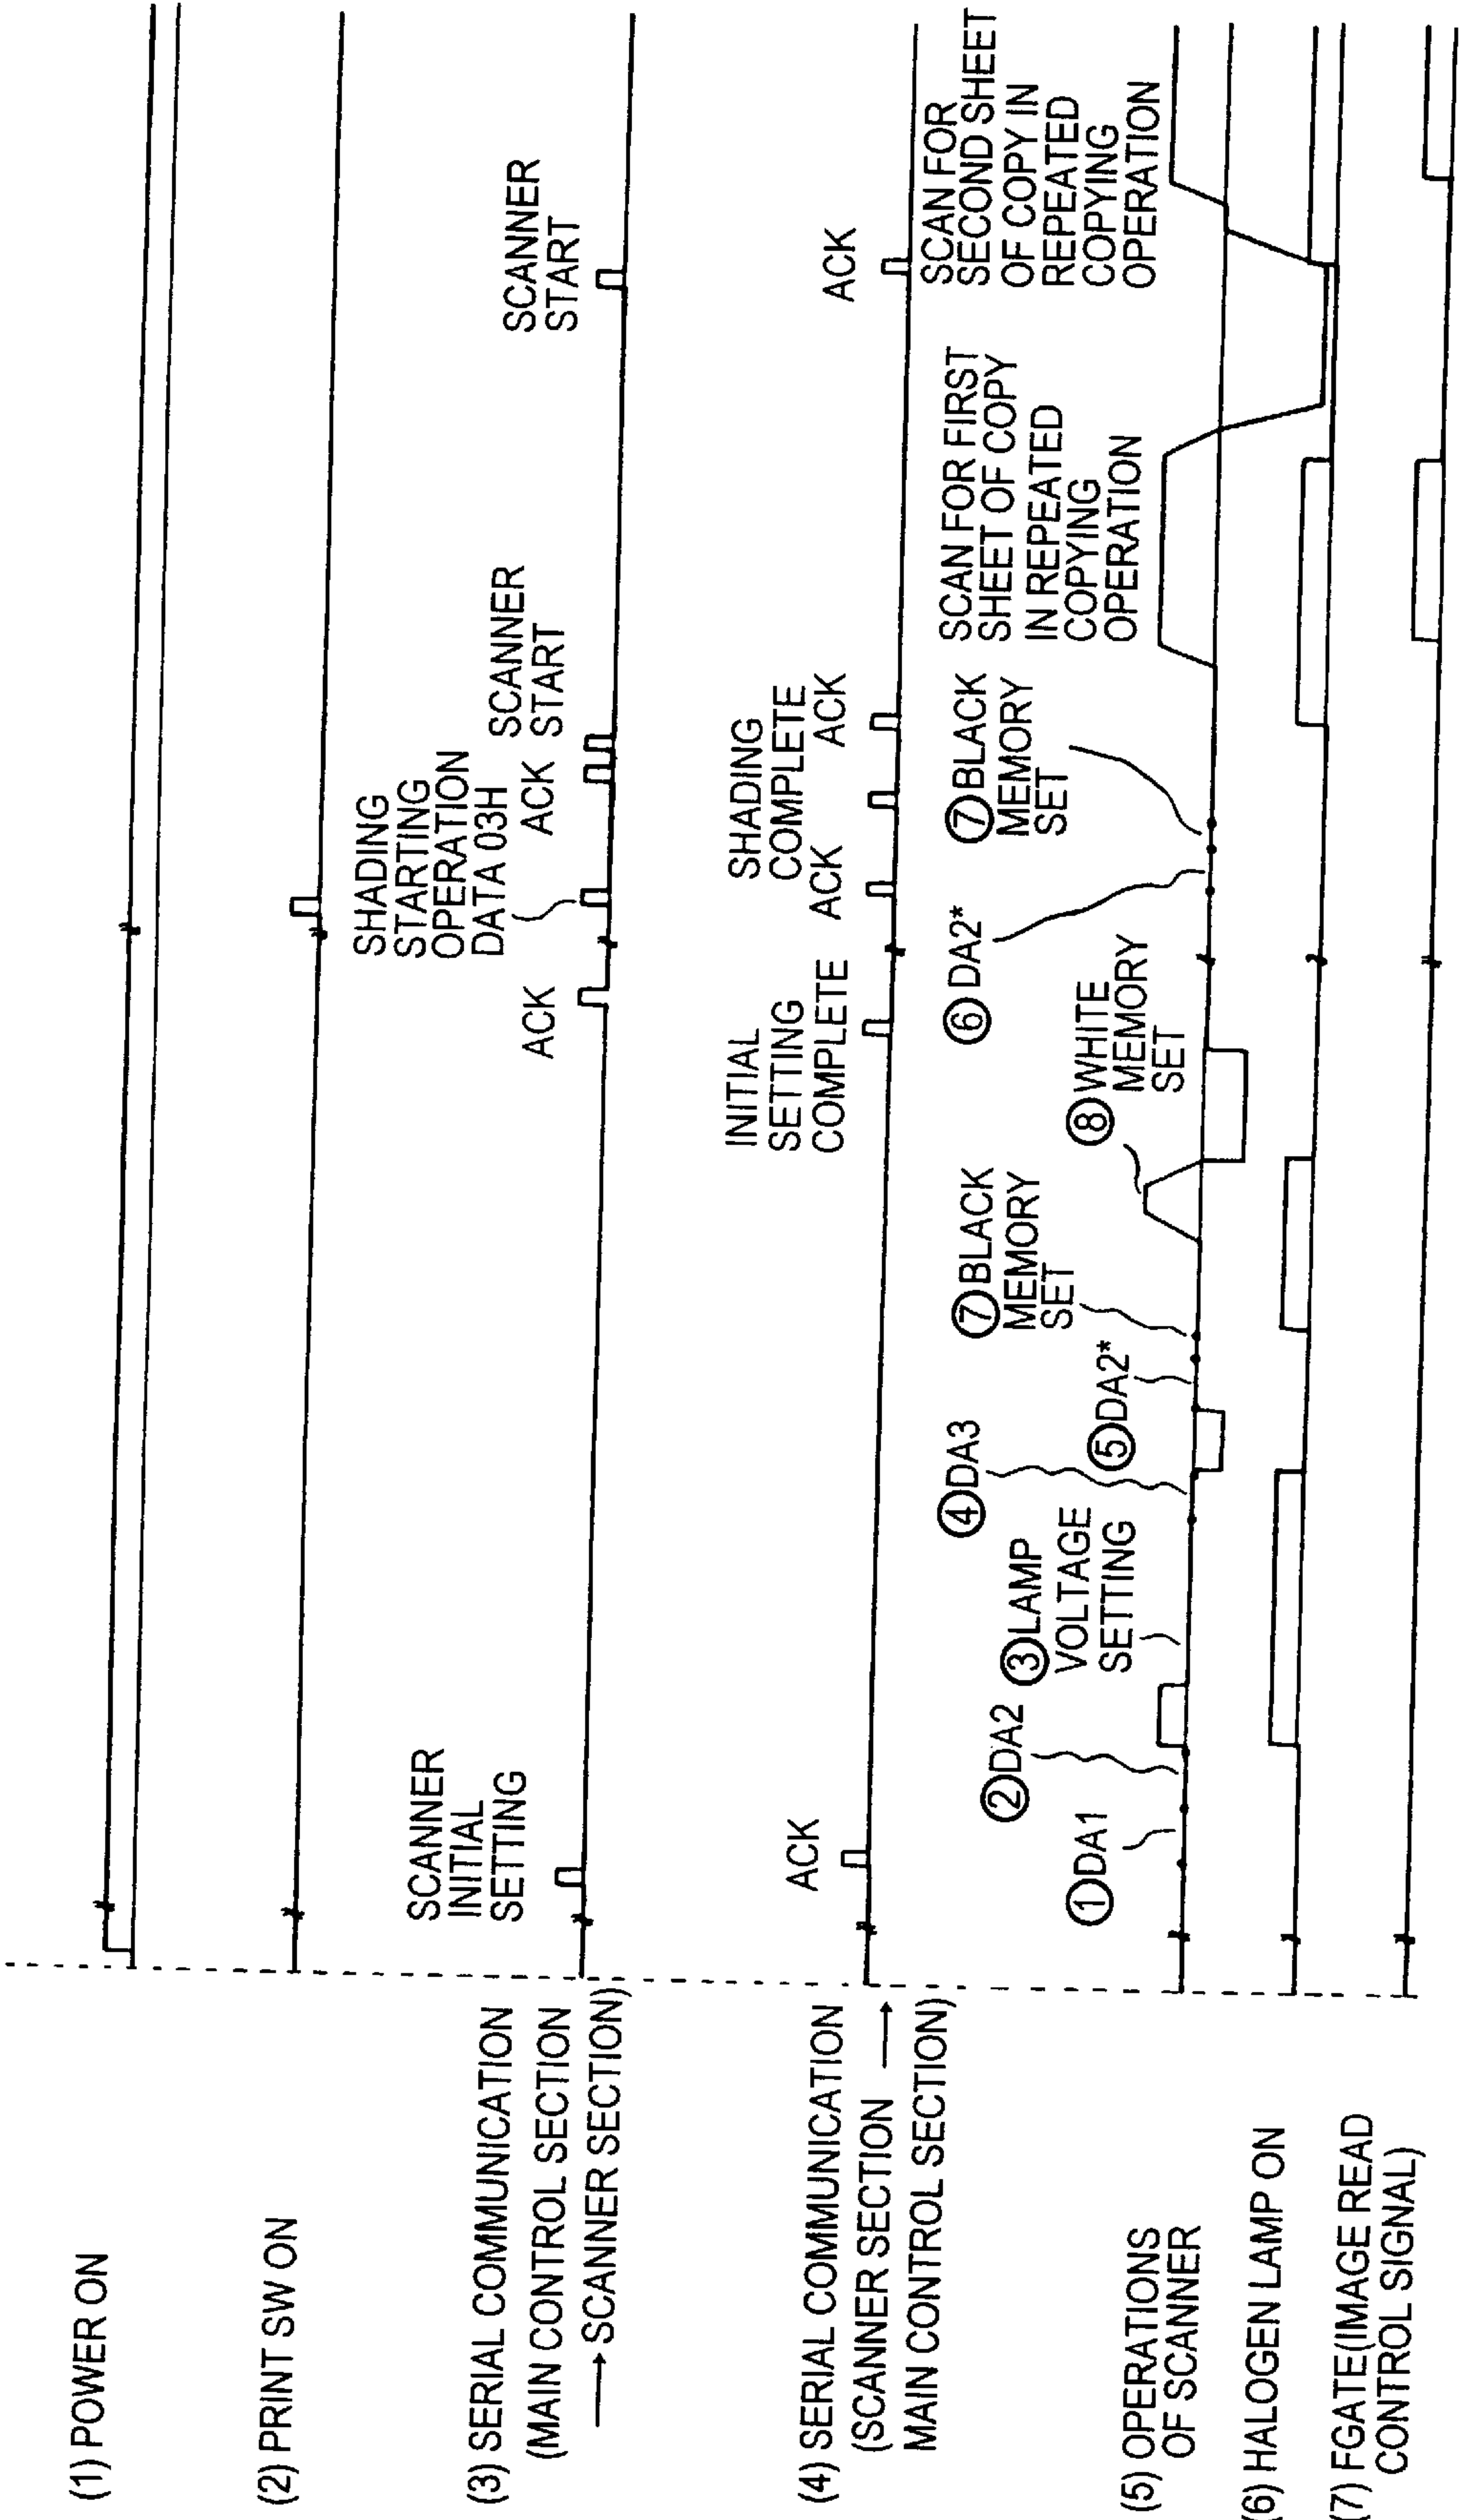 (1) POWER ON
(2) PRINT SW ON
(3) SERIAL COMMUNICATION
(MAIN CONTROL SECTION
→ SCANNER SECTION)
SCANNER
INITIAL
SETTING
ACK
SHADING
STARTING
OPERATION
DATA 03H
ACK
SCANNER
START
SCANNER
START
(4) SERIAL COMMUNICATION
(SCANNER SECTION →
MAIN CONTROL SECTION)
ACK
INITIAL
SETTING
COMPLETE
ACK
SHADING
COMPLETE
ACK
ACK
(5) OPERATIONS
OF SCANNER
①DA1
②DA2
③LAMP
VOLTAGE
SETTING
④DA3
⑤DA2*
⑦BLACK
MEMORY
SET
⑧WHITE
MEMORY
SET
⑥DA2*
⑦BLACK
MEMORY
SET
SCAN FOR FIRST
SHEET OF COPY
IN REPEATED
COPYING
OPERATION
SCAN FOR
SECOND SHEET
OF COPY IN
REPEATED
COPYING
OPERATION
(6) HALOGEN LAMP ON
(7) FGATE(IMAGE READ
CONTROL SIGNAL)